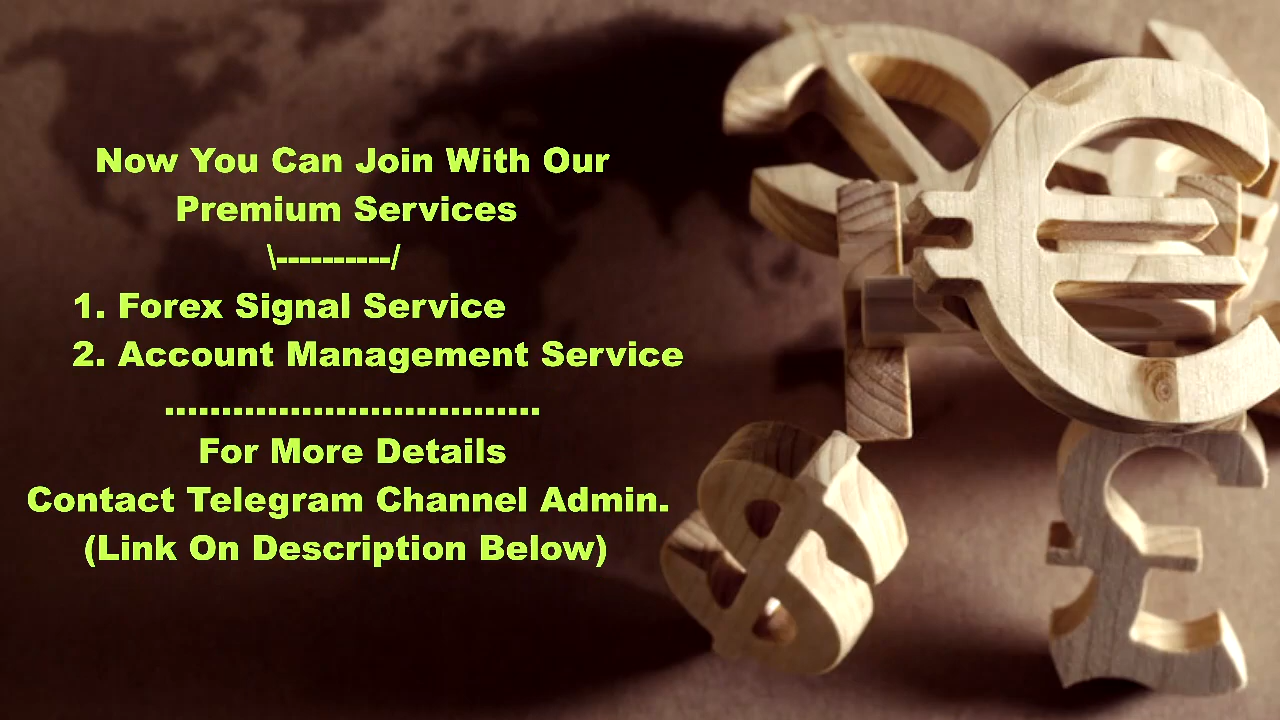 Now You Can Join With Our
Premium Services
\----------/
1. Forex Signal Service
2. Account Management Service
.................................
For More Details
Contact Telegram Channel Admin.
(Link On Description Below)